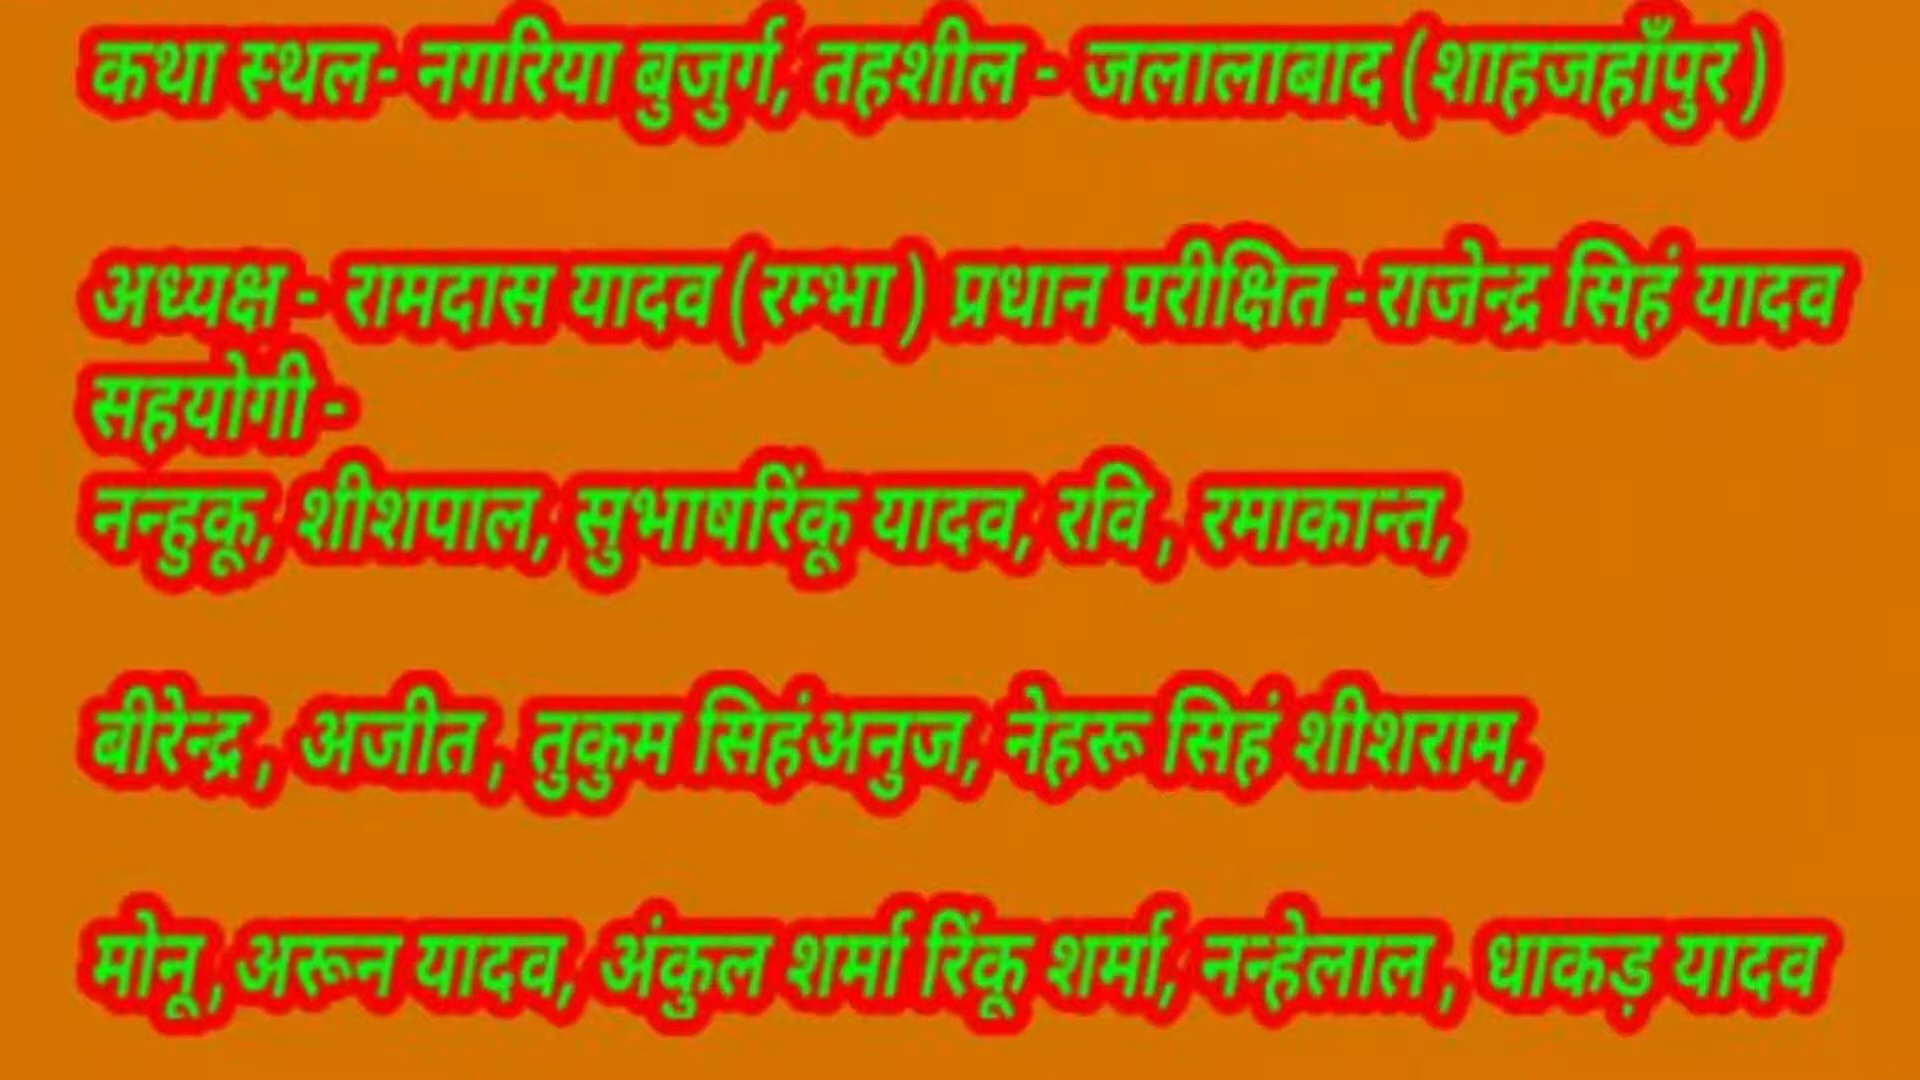 कथा स्थल- नगरिया बुजुर्ग, तहशील - जलालाबाद (शाहजहाँपुर)
अध्यक्ष - रामदास यादव (रम्भा) प्रधान परीक्षित -राजेन्द्र सिहं यादव
सहयोगी -
नन्हुकू, शीशपाल, सुभाषरिंकू यादव, रवि , रमाकान्त,
बीरेन्द्र , अजीत , तुकुम सिहंअनुज, नेहरू सिहं शीशराम,
मोनू ,अरून यादव, अंकुल शर्मा रिंकू शर्मा, नन्हेलाल , धाकड़ यादव